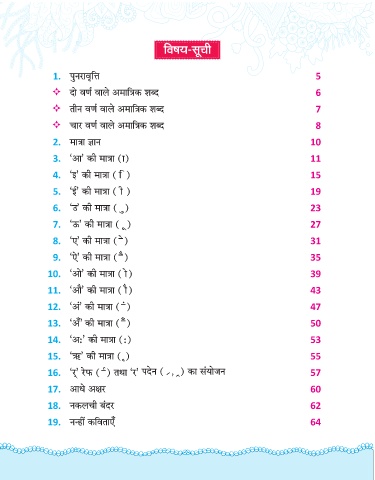 विषय-सूची
1. पुनरावृत्ति 5
❖ दो वर्ण वाले अमात्रिक शब्द 6
❖ तीन वर्ण वाले अमात्रिक शब्द 7
❖ चार वर्ण वाले अमात्रिक शब्द 8
2. मात्रा ज्ञान 10
3. ‘आ’ की मात्रा (ा) 11
4. ‘इ’ की मात्रा (ि) 15
5. ‘ई’ की मात्रा (ी) 19
6. ‘उ’ की मात्रा (ु) 23
7. ‘ऊ’ की मात्रा (ू) 27
8. ‘ए’ की मात्रा (े) 31
9. ‘ऐ’ की मात्रा (ै) 35
10. ‘ओ’ की मात्रा (ो) 39
11. ‘औ’ की मात्रा (ौ) 43
12. ‘अं’ की मात्रा (ं) 47
13. ‘अँ’ की मात्रा (ँ) 50
14. ‘अः’ की मात्रा (ः) 53
15. ‘ऋ’ की मात्रा (ृ) 55
16. ‘र्’ रेफ (र्) तथा ‘र’ पदेन (्र) का संयोजन 57
17. आधे अक्षर 60
18. नकलची बंदर 62
19. नन्हीं कविताएँ 64